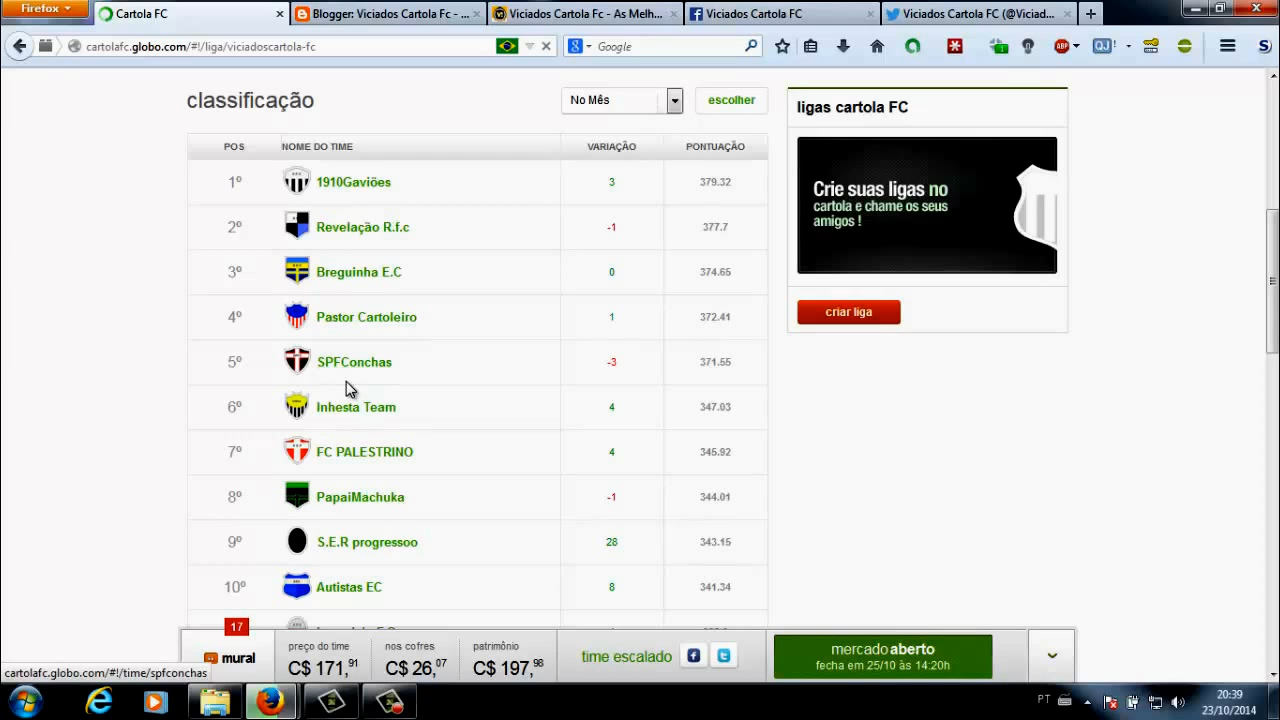 Firefox
Cartola FC
Blogger: Viciados Cartola Fc - ...
Viciados Cartola Fc - As Melh...
Viciados Cartola FC
Viciados Cartola FC (@Viciad...
cartolafc.globo.com/#!/liga/viciadoscartola-fc
Google
classificação
No Mês
escolher
ligas cartola FC
POS NOME DO TIME VARIAÇÃO PONTUAÇÃO
1º 1910Gaviões 3 379.32
2º Revelação R.f.c -1 377.7
3º Breguinha E.C 0 374.65
4º Pastor Cartoleiro 1 372.41
5º SPFConchas -3 371.55
6º Inhesta Team 4 347.03
7º FC PALESTRINO 4 345.92
8º PapaiMachuka -1 344.01
9º S.E.R progressoo 28 343.15
10º Autistas EC 8 341.34
Crie suas ligas no
cartola e chame os seus
amigos !
criar liga
17
mural
preço do time
C$ 171,91
nos cofres
C$ 26,07
patrimônio
C$ 197,98
time escalado
mercado aberto
fecha em 25/10 às 14:20h
cartolafc.globo.com/#!/time/spfconchas
PT
20:39
23/10/2014